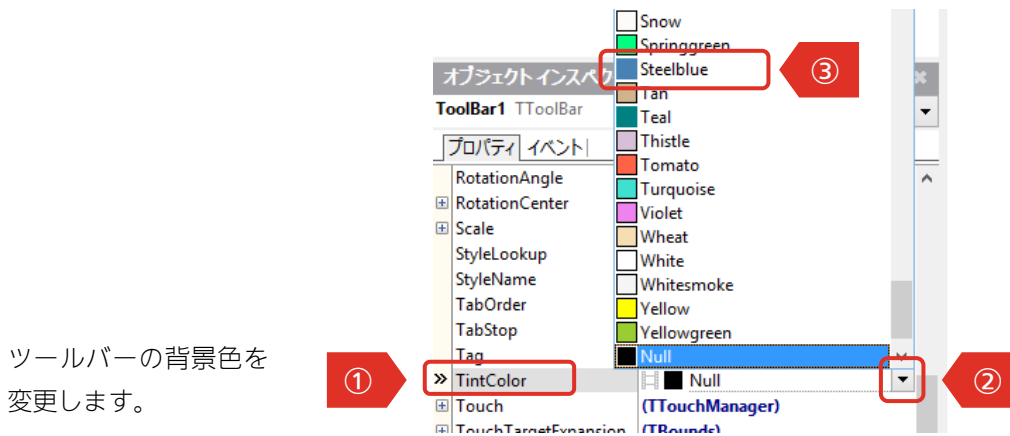 Snow
Springgreen
Steelblue
③
オブジェクト インスペク
Tan
ToolBar1 TToolBar
Teal
Thistle
プロパティ イベント
Tomato
RotationAngle
Turquoise
RotationCenter
Violet
Scale
Wheat
StyleLookup
White
StyleName
Whitesmoke
TabOrder
Yellow
TabStop
Yellowgreen
Tag
Null
ツールバーの背景色を
変更します。
①
TintColor
Null
②
Touch
(TTouchManager)
TouchTargetExpansion
(TBounds)